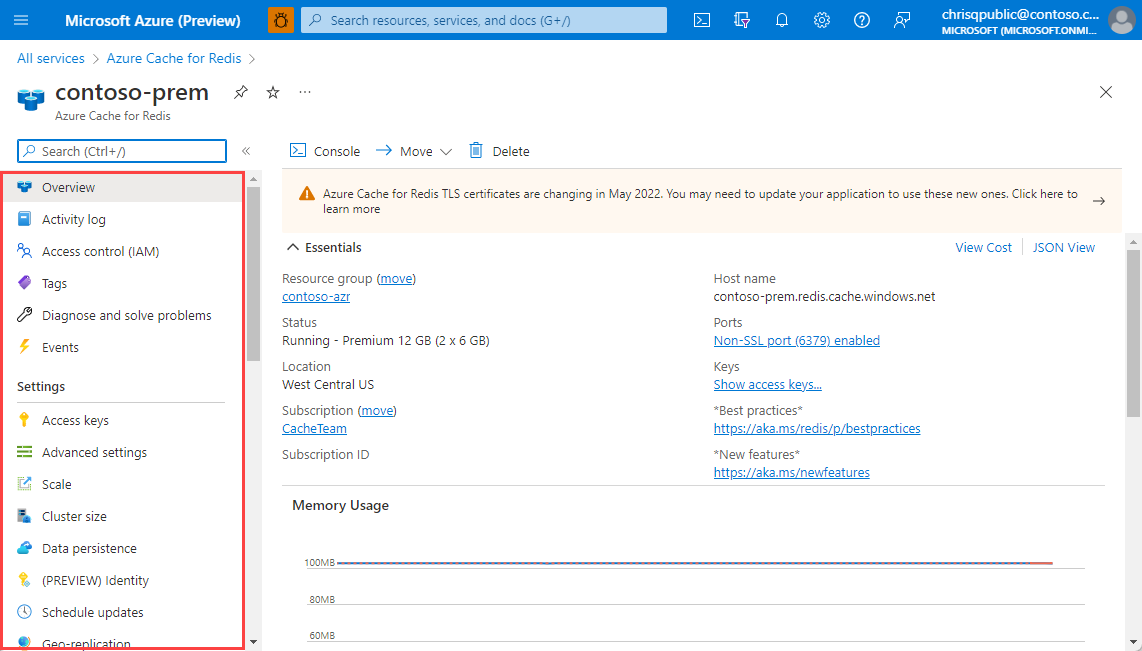 Microsoft Azure (Preview)
Search resources, services, and docs (G+/)
chrisqpublic@contoso.c...
MICROSOFT (MICROSOFT.ONMI...
All services > Azure Cache for Redis >
contoso-prem
...
Azure Cache for Redis
Search (Ctrl+/)
«
Overview
Activity log
Access control (IAM)
Tags
Diagnose and solve problems
Events
Settings
Access keys
Advanced settings
Scale
Cluster size
Data persistence
(PREVIEW) Identity
Schedule updates
Geo-replication
Console
Move
Delete
Azure Cache for Redis TLS certificates are changing in May 2022. You may need to update your application to use these new ones. Click here to
learn more
Essentials
View Cost
JSON View
Resource group (move)
contoso-azr
Status
Running - Premium 12 GB (2 x 6 GB)
Location
West Central US
Subscription (move)
CacheTeam
Subscription ID
Host name
contoso-prem.redis.cache.windows.net
Ports
Non-SSL port (6379) enabled
Keys
Show access keys...
*Best practices*
https://aka.ms/redis/p/bestpractices
*New features*
https://aka.ms/newfeatures
Memory Usage
100MB
80MB
60MB